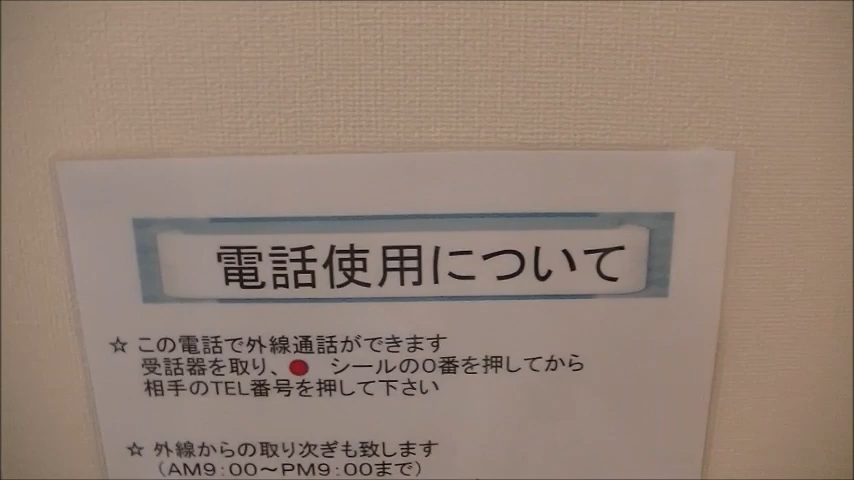 電話使用について
☆ この電話で外線通話ができます
受話器を取り、● シールの0番を押してから
相手のTEL番号を押して下さい
☆ 外線からの取り次ぎも致します
(AM9:00～PM9:00まで)